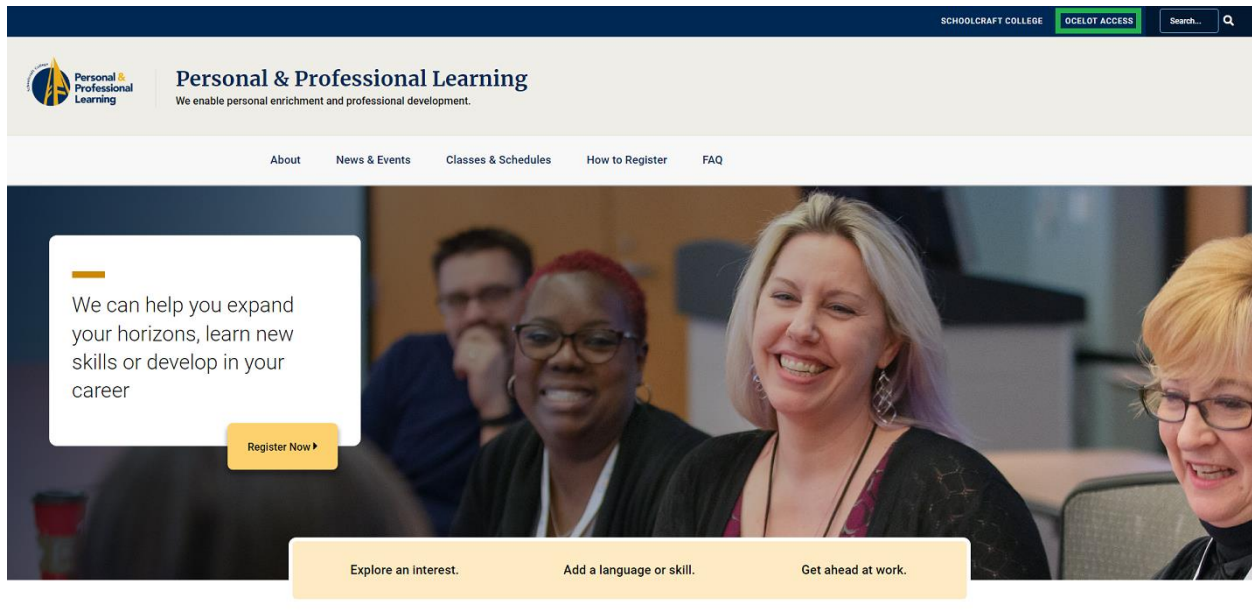 SCHOOLCRAFT COLLEGE
OCELOT ACCESS
Search...
Personal &
Professional
Learning
Personal & Professional Learning
We enable personal enrichment and professional development.
About
News & Events
Classes & Schedules
How to Register
FAQ
We can help you expand
your horizons, learn new
skills or develop in your
career
Register Now
Explore an interest.
Add a language or skill.
Get ahead at work.